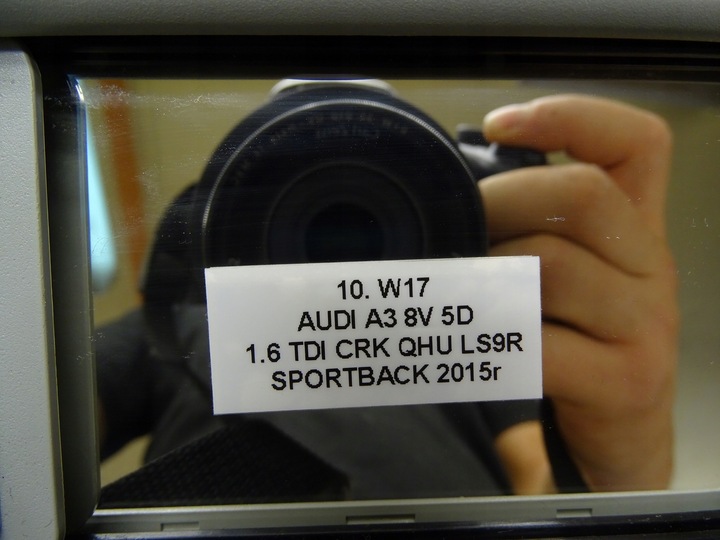 10. W17
AUDI A3 8V 5D
1.6 TDI CRK QHU LS9R
SPORTBACK 2015r